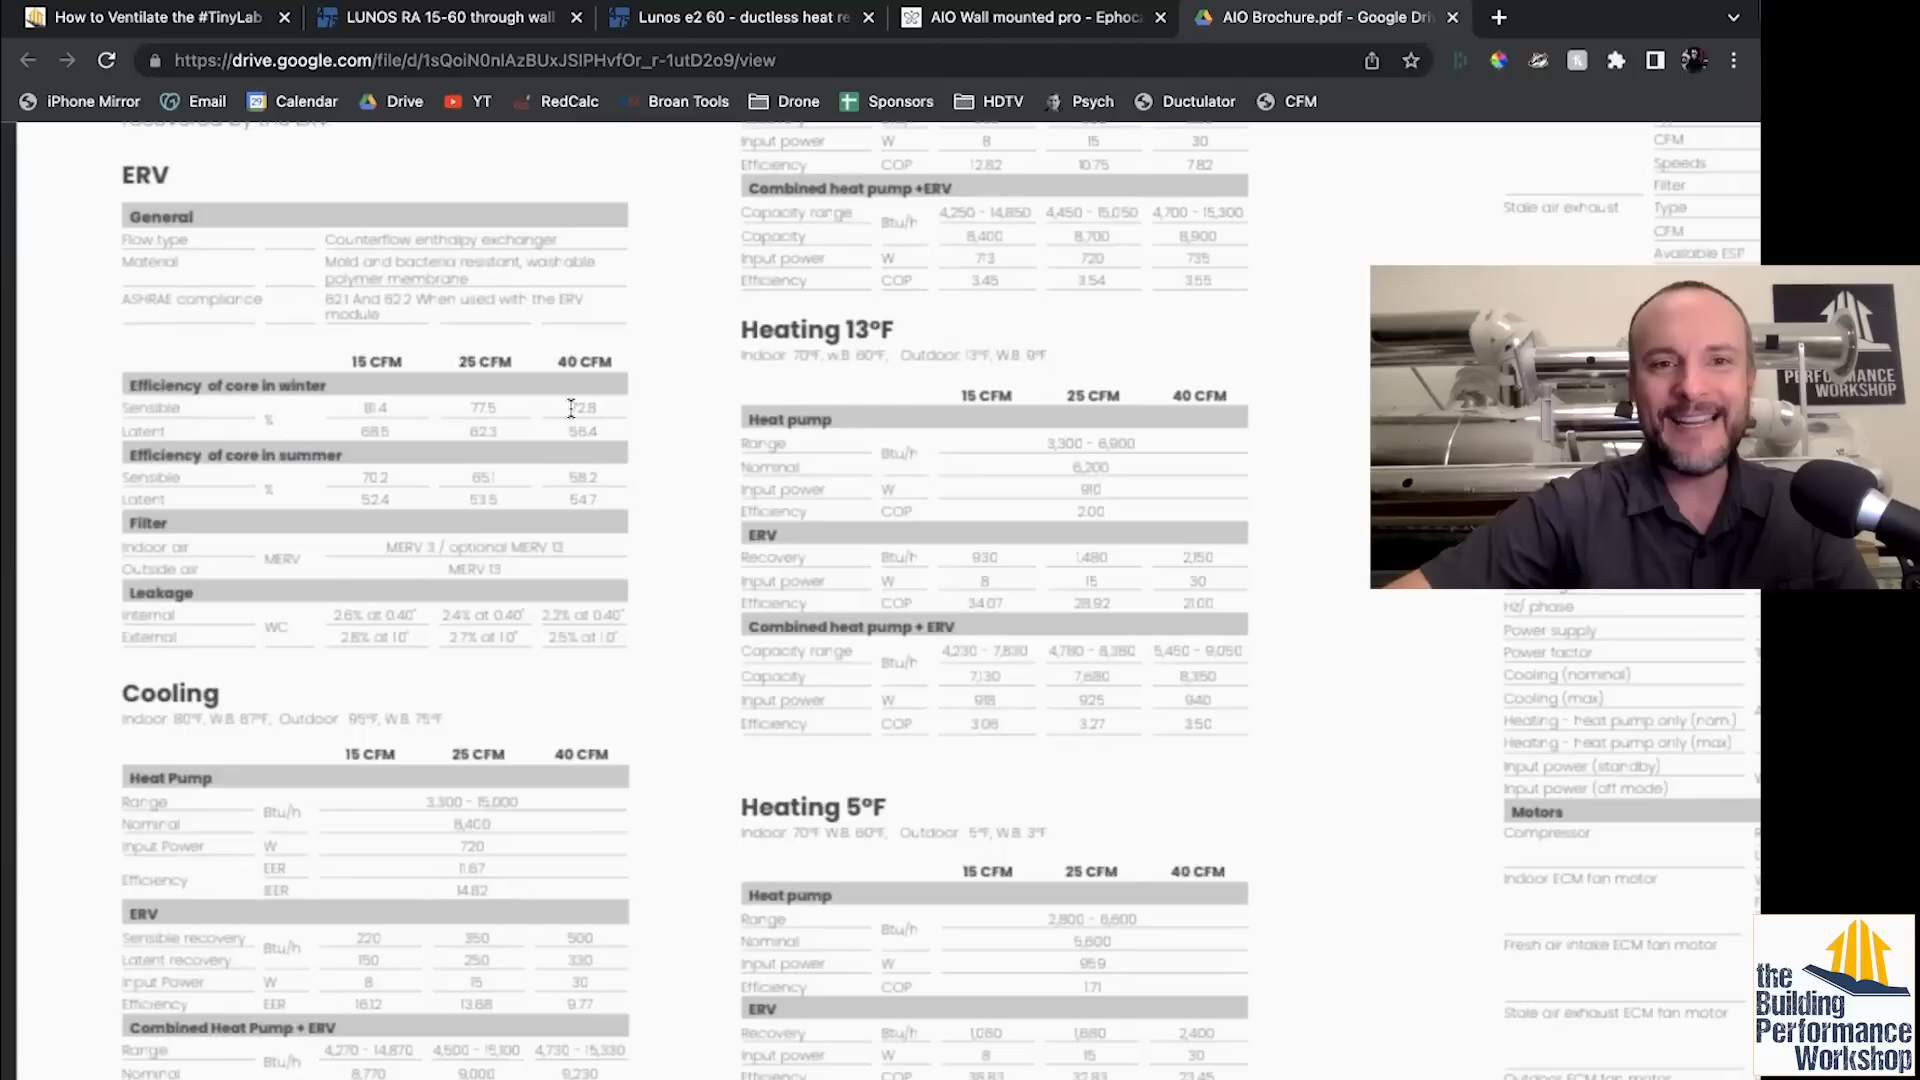 How to Ventilate the #TinyLab
LUNOS RA 15-60 through wall
Lunos e2 60 - ductless heat re
AIO Wall mounted pro - Ephoca
AIO Brochure.pdf - Google Dri
https://drive.google.com/file/d/1sQoiN0nIAzBUxJSIPHvfOr_r-1utD2o9/view
iPhone Mirror
Email
Calendar
Drive
YT
RedCalc
Broan Tools
Drone
Sponsors
HDTV
Psych
Ductulator
CFM
recovered by the ERV
ERV
General
Flow type Counterflow enthalpy exchanger
Material Mold and bacteria resistant, washable
polymer membrane
ASHRAE compliance 62.1 And 62.2 When used with the ERV
module
15 CFM 25 CFM 40 CFM
Efficiency of core in winter
Sensible % 81.4 77.5 72.8
Latent 68.5 62.3 56.4
Efficiency of core in summer
Sensible % 70.2 65.1 58.2
Latent 52.4 53.5 54.7
Filter
Indoor air MERV MERV 3 / optional MERV 13
Outside air MERV 13
Leakage
Internal WC 2.6% at 0.40" 2.4% at 0.40" 2.2% at 0.40"
External 2.8% at 1.0" 2.7% at 1.0" 2.5% at 1.0"
Cooling
Indoor 80°F, W.B. 67°F, Outdoor 95°F, W.B. 75°F
15 CFM 25 CFM 40 CFM
Heat Pump
Range Btu/h 3,300 - 15,000
Nominal 8,400
Input Power W 720
Efficiency EER 11.67
IEER 14.82
ERV
Sensible recovery Btu/h 220 350 500
Latent recovery 150 250 330
Input Power W 8 15 30
Efficiency EER 16.12 13.68 9.77
Combined Heat Pump + ERV
Range Btu/h 4,270 - 14,870 4,500 - 15,100 4,730 - 15,330
Nominal 8,770 9,000 9,230
Input power W 8 15 30
Efficiency COP 12.82 10.75 7.82
Combined heat pump +ERV
Capacity range Btu/h 4,250 - 14,850 4,450 - 15,050 4,700 - 15,300
Capacity 8,400 8,700 8,900
Input power W 713 720 735
Efficiency COP 3.45 3.54 3.55
Heating 13°F
Indoor 70°F, w.B. 60°F, Outdoor 13°F, W.B. 9°F
15 CFM 25 CFM 40 CFM
Heat pump
Range Btu/h 3,300 - 6,900
Nominal 6,200
Input power W 910
Efficiency COP 2.00
ERV
Recovery Btu/h 930 1,480 2,150
Input power W 8 15 30
Efficiency COP 34.07 28.92 21.00
Combined heat pump + ERV
Capacity range Btu/h 4,230 - 7,830 4,780 - 8,380 5,450 - 9,050
Capacity 7,130 7,680 8,350
Input power W 918 925 940
Efficiency COP 3.06 3.27 3.50
Heating 5°F
Indoor 70°F W.B. 60°F, Outdoor 5°F, W.B. 3°F
15 CFM 25 CFM 40 CFM
Heat pump
Range Btu/h 2,800 - 6,600
Nominal 5,600
Input power W 959
Efficiency COP 1.71
ERV
Recovery Btu/h 1,060 1,680 2,400
Input power W 8 15 30
Efficiency COP 38.83 32.83 23.45
CFM
Speeds
Filter
Stale air exhaust Type
CFM
Available ESP
Hz/ phase
Power supply
Power factor
Cooling (nominal)
Cooling (max)
Heating - heat pump only (nom.)
Heating - heat pump only (max)
Input power (standby)
Input power (off mode)
Motors
Compressor
Indoor ECM fan motor
Fresh air intake ECM fan motor
Stale air exhaust ECM fan motor
Outdoor ECM fan motor
PERFORMANCE
WORKSHOP
the
Building
Performance
Workshop